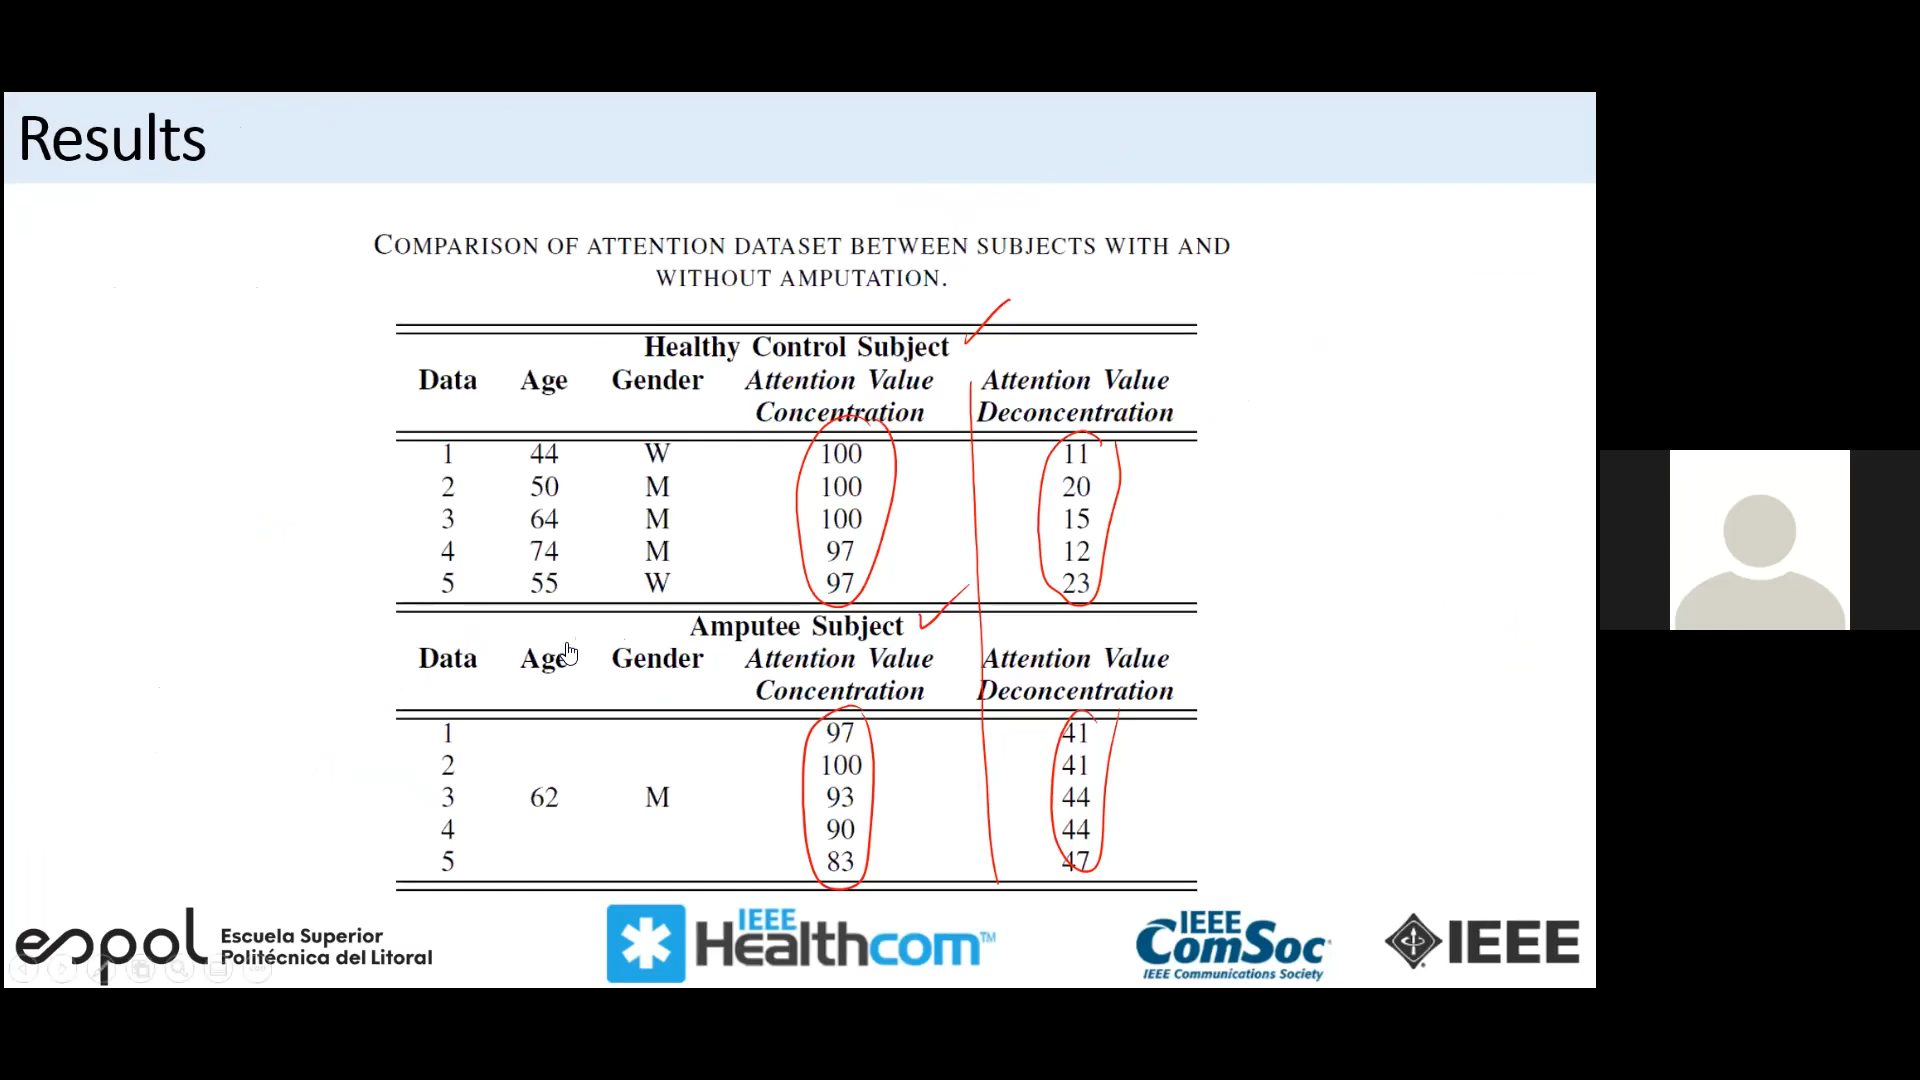 Results
COMPARISON OF ATTENTION DATASET BETWEEN SUBJECTS WITH AND
WITHOUT AMPUTATION.
Healthy Control Subject
Data Age Gender Attention Value Attention Value
Concentration Deconcentration
1 44 W 100 11
2 50 M 100 20
3 64 M 100 15
4 74 M 97 12
5 55 W 97 23
Amputee Subject
Data Age Gender Attention Value Attention Value
Concentration Deconcentration
1 97 41
2 100 41
3 62 M 93 44
4 90 44
5 83 47
espol Escuela Superior
Politécnica del Litoral
IEEE
Healthcom™
IEEE
ComSoc®
IEEE Communications Society
IEEE